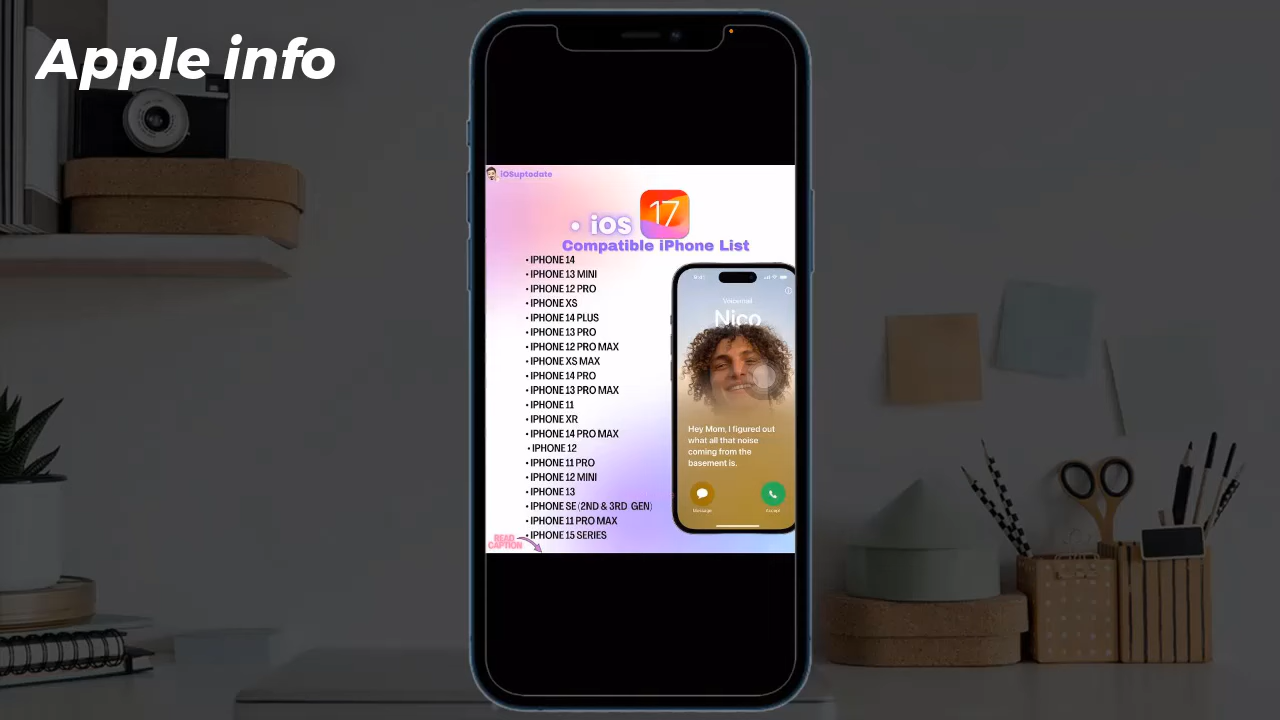 Apple info
iOSuptodate
• iOS 17
Compatible iPhone List
• IPHONE 14
• IPHONE 13 MINI
• IPHONE 12 PRO
• IPHONE XS
• IPHONE 14 PLUS
• IPHONE 13 PRO
• IPHONE 12 PRO MAX
• IPHONE XS MAX
• IPHONE 14 PRO
• IPHONE 13 PRO MAX
• IPHONE 11
• IPHONE XR
• IPHONE 14 PRO MAX
• IPHONE 12
• IPHONE 11 PRO
• IPHONE 12 MINI
• IPHONE 13
• IPHONE SE (2ND & 3RD GEN)
• IPHONE 11 PRO MAX
• IPHONE 15 SERIES
READ
CAPTION
Voicemail
Nico
Hey Mom, I figured out
what all that noise
coming from the
basement is.
Message
Accept